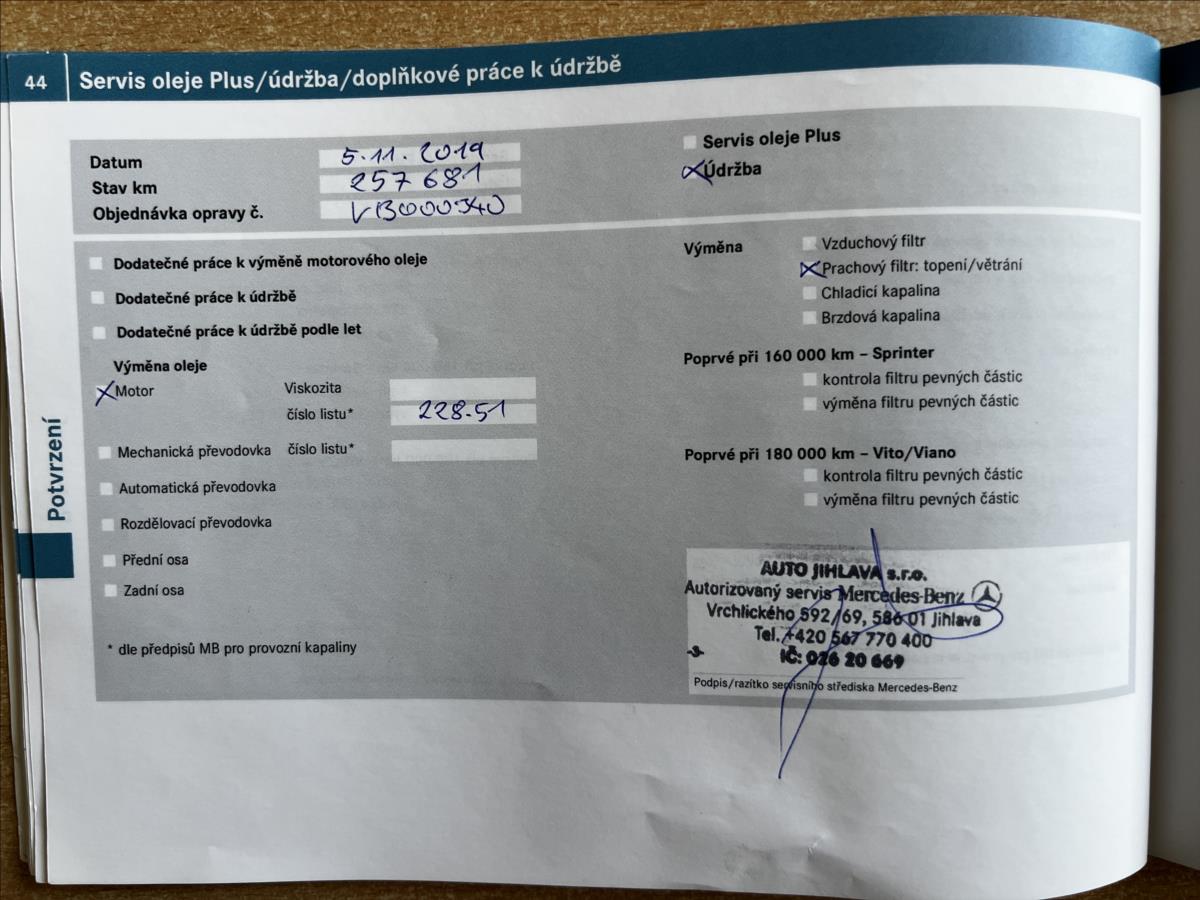 44 Servis oleje Plus/údržba/doplňkové práce k údržbě
Datum 5.11.2019
Stav km 257 681
Objednávka opravy č. VB000940
Servis oleje Plus
Údržba
Dodatečné práce k výměně motorového oleje
Dodatečné práce k údržbě
Dodatečné práce k údržbě podle let
Výměna oleje
Motor Viskozita
číslo listu* 228.51
Mechanická převodovka číslo listu*
Automatická převodovka
Rozdělovací převodovka
Přední osa
Zadní osa
* dle předpisů MB pro provozní kapaliny
Výměna Vzduchový filtr
Prachový filtr: topení/větrání
Chladicí kapalina
Brzdová kapalina
Poprvé při 160 000 km – Sprinter
kontrola filtru pevných částic
výměna filtru pevných částic
Poprvé při 180 000 km – Vito/Viano
kontrola filtru pevných částic
výměna filtru pevných částic
AUTO JIHLAVA s.r.o.
Autorizovaný servis Mercedes-Benz
Vrchlického 592/69, 586 01 Jihlava
Tel. +420 567 770 400
-3- IČ: 026 20 669
Podpis/razítko servisního střediska Mercedes-Benz
Potvrzení